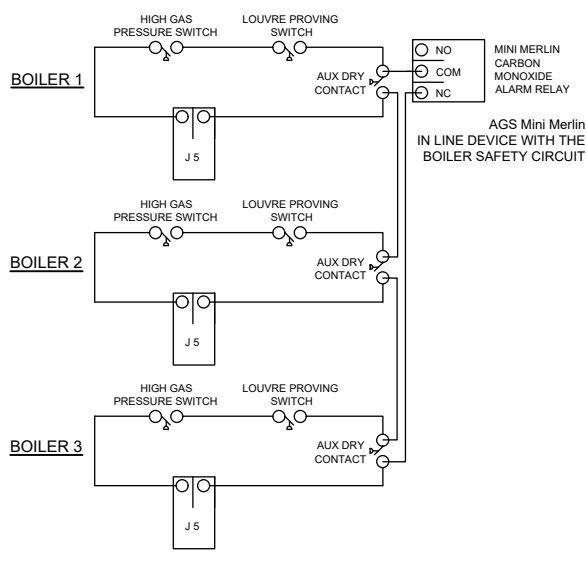 HIGH GAS
PRESSURE SWITCH
LOUVRE PROVING
SWITCH
BOILER 1
AUX DRY
CONTACT
J 5
NO
COM
NC
MINI MERLIN
CARBON
MONOXIDE
ALARM RELAY
AGS Mini Merlin
IN LINE DEVICE WITH THE
BOILER SAFETY CIRCUIT
HIGH GAS
PRESSURE SWITCH
LOUVRE PROVING
SWITCH
BOILER 2
AUX DRY
CONTACT
J 5
HIGH GAS
PRESSURE SWITCH
LOUVRE PROVING
SWITCH
BOILER 3
AUX DRY
CONTACT
J 5